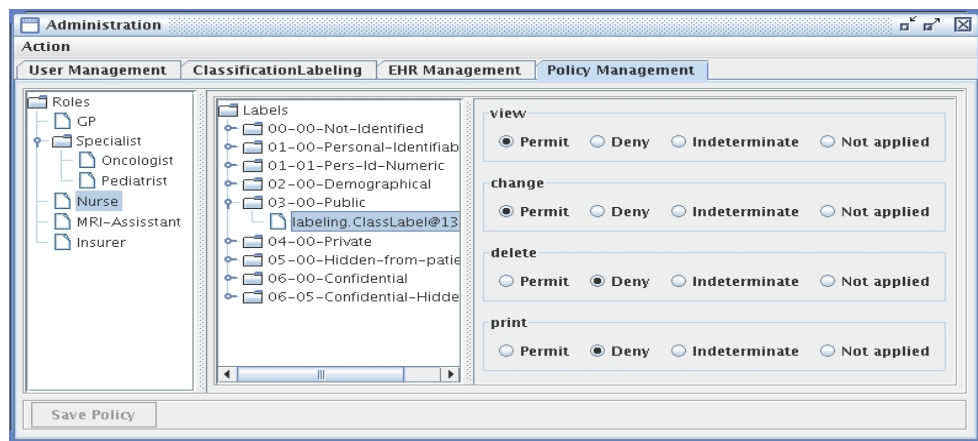 Administration
Action
User Management ClassificationLabeling EHR Management Policy Management
Roles
GP
Specialist
Oncologist
Pediatrist
Nurse
MRI-Assisstant
Insurer
Labels
00-00-Not-Identified
01-00-Personal-Identifiab
01-01-Pers-Id-Numeric
02-00-Demographical
03-00-Public
labeling.ClassLabel@13
04-00-Private
05-00-Hidden-from-patie
06-00-Confidential
06-05-Confidential-Hidde
view
Permit Deny Indeterminate Not applied
change
Permit Deny Indeterminate Not applied
delete
Permit Deny Indeterminate Not applied
print
Permit Deny Indeterminate Not applied
Save Policy